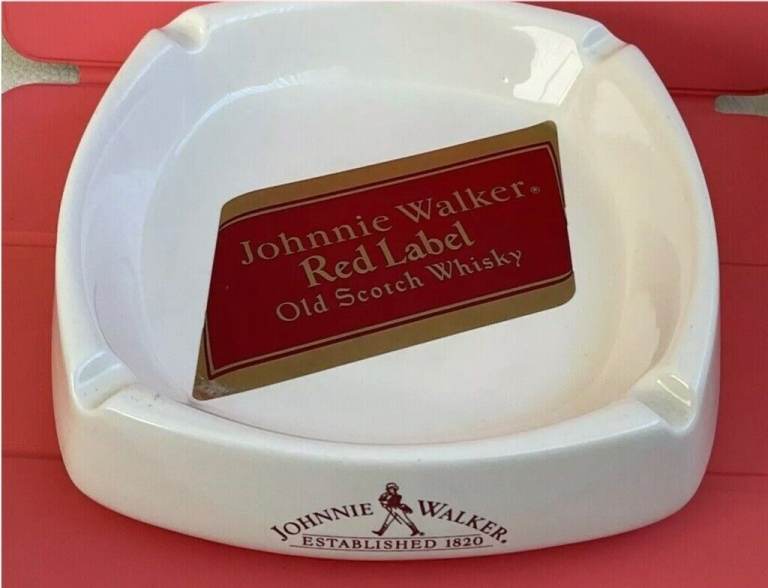 Johnnie Walker®
Red Label
Old Scotch Whisky
JOHNNIE WALKER®
ESTABLISHED 1820